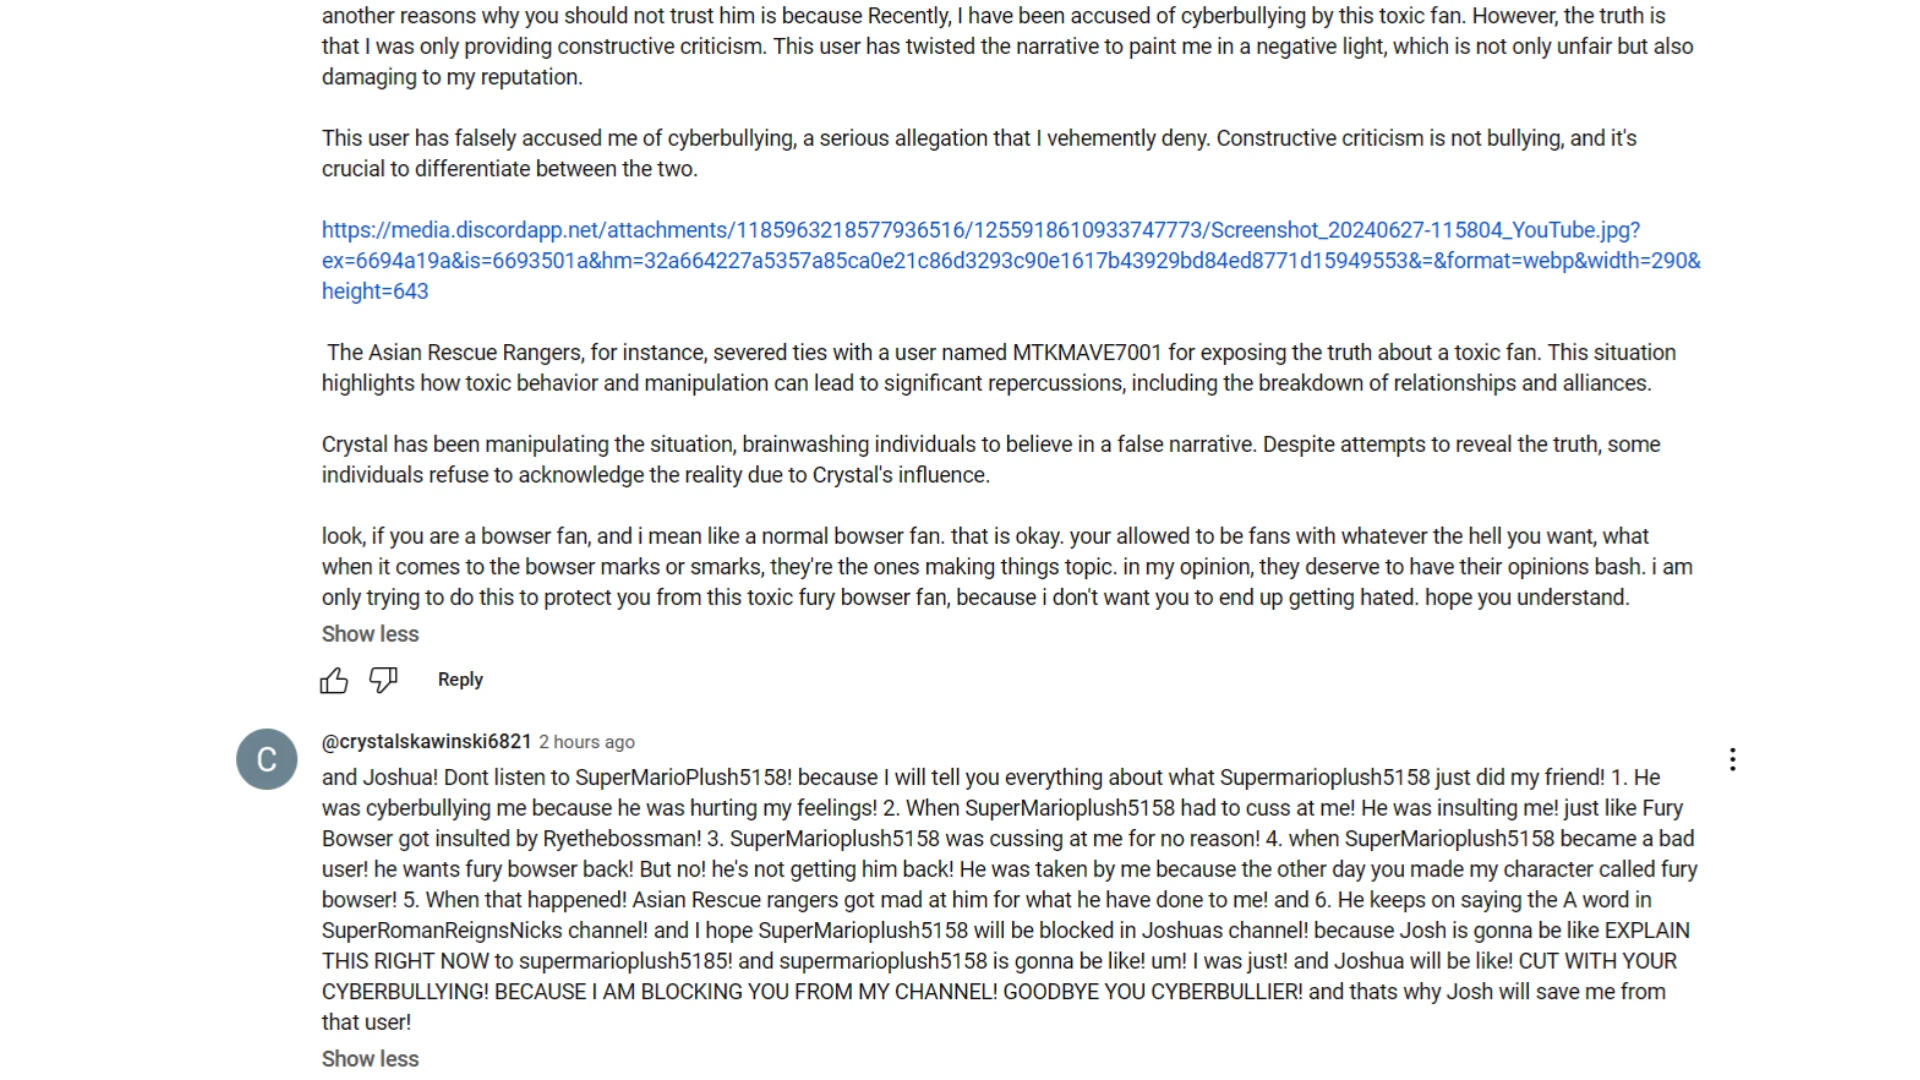 another reasons why you should not trust him is because Recently, I have been accused of cyberbullying by this toxic fan. However, the truth is
that I was only providing constructive criticism. This user has twisted the narrative to paint me in a negative light, which is not only unfair but also
damaging to my reputation.
This user has falsely accused me of cyberbullying, a serious allegation that I vehemently deny. Constructive criticism is not bullying, and it's
crucial to differentiate between the two.
https://media.discordapp.net/attachments/1185963218577936516/1255918610933747773/Screenshot_20240627-115804_YouTube.jpg?
ex=6694a19a&is=6693501a&hm=32a664227a5357a85ca0e21c86d3293c90e1617b43929bd84ed8771d15949553&=&format=webp&width=290&
height=643
The Asian Rescue Rangers, for instance, severed ties with a user named MTKMAVE7001 for exposing the truth about a toxic fan. This situation
highlights how toxic behavior and manipulation can lead to significant repercussions, including the breakdown of relationships and alliances.
Crystal has been manipulating the situation, brainwashing individuals to believe in a false narrative. Despite attempts to reveal the truth, some
individuals refuse to acknowledge the reality due to Crystal's influence.
look, if you are a bowser fan, and i mean like a normal bowser fan. that is okay. your allowed to be fans with whatever the hell you want, what
when it comes to the bowser marks or smarks, they're the ones making things topic. in my opinion, they deserve to have their opinions bash. i am
only trying to do this to protect you from this toxic fury bowser fan, because i don't want you to end up getting hated. hope you understand.
Show less
Reply
C
@crystalskawinski6821 2 hours ago
and Joshua! Dont listen to SuperMarioPlush5158! because I will tell you everything about what Supermarioplush5158 just did my friend! 1. He
was cyberbullying me because he was hurting my feelings! 2. When SuperMarioplush5158 had to cuss at me! He was insulting me! just like Fury
Bowser got insulted by Ryethebossman! 3. SuperMarioplush5158 was cussing at me for no reason! 4. when SuperMarioplush5158 became a bad
user! he wants fury bowser back! But no! he's not getting him back! He was taken by me because the other day you made my character called fury
bowser! 5. When that happened! Asian Rescue rangers got mad at him for what he have done to me! and 6. He keeps on saying the A word in
SuperRomanReignsNicks channel! and I hope SuperMarioplush5158 will be blocked in Joshuas channel! because Josh is gonna be like EXPLAIN
THIS RIGHT NOW to supermarioplush5185! and supermarioplush5158 is gonna be like! um! I was just! and Joshua will be like! CUT WITH YOUR
CYBERBULLYING! BECAUSE I AM BLOCKING YOU FROM MY CHANNEL! GOODBYE YOU CYBERBULLIER! and thats why Josh will save me from
that user!
Show less